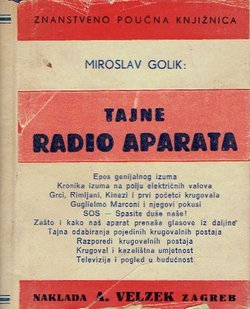 ZNANSTVENO POUČNA KNJIŽNICA
MIROSLAV GOLIK:
TAJNE
RADIO APARATA
Epos genijalnog izuma
Kronika izuma na polju električnih valova
Grci, Rimljani, Kinezi i prvi početci krugovala
Guglielmo Marconi i njegovi pokusi
SOS — Spasite duše naše!
Zašto i kako naš aparat prenaša glasove iz daljine
Tajna odabiranja pojedinih krugovalnih postaja
Razporedi krugovalnih postaja
Krugoval i kazališna umjetnost
Televizija i pogled u budućnost
NAKLADA A. VELZEK ZAGREB